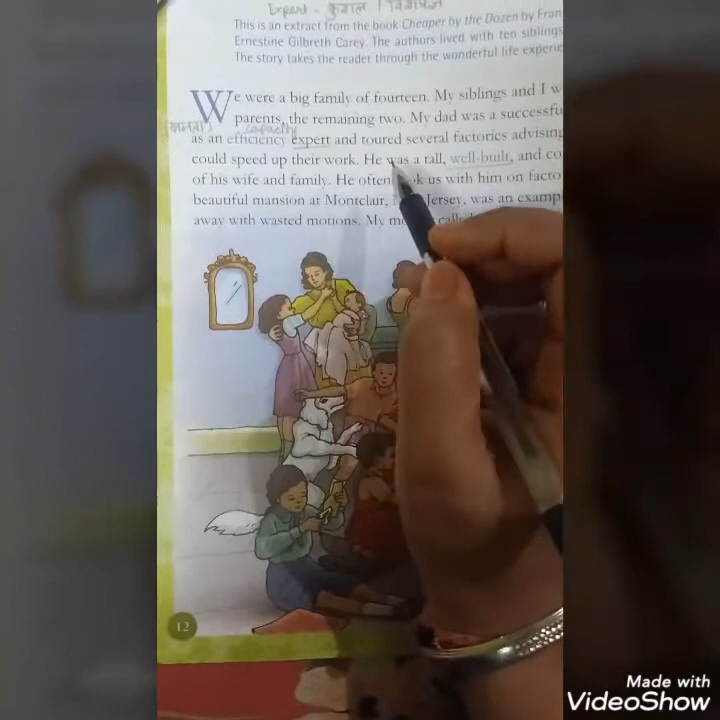 Expert - कुशल / विशेषज्ञ
This is an extract from the book Cheaper by the Dozen by Fran
Ernestine Gilbreth Carey. The authors lived with ten siblings
The story takes the reader through the wonderful life experie
We were a big family of fourteen. My siblings and I w
parents, the remaining two. My dad was a successfu
capacity
as an efficiency expert and toured several factories advising
could speed up their work. He was a tall, well-built, and co
of his wife and family. He often us with him on facto
beautiful mansion at Montclair, Jersey, was an examp
away with wasted motions. My
12
Made with
VideoShow